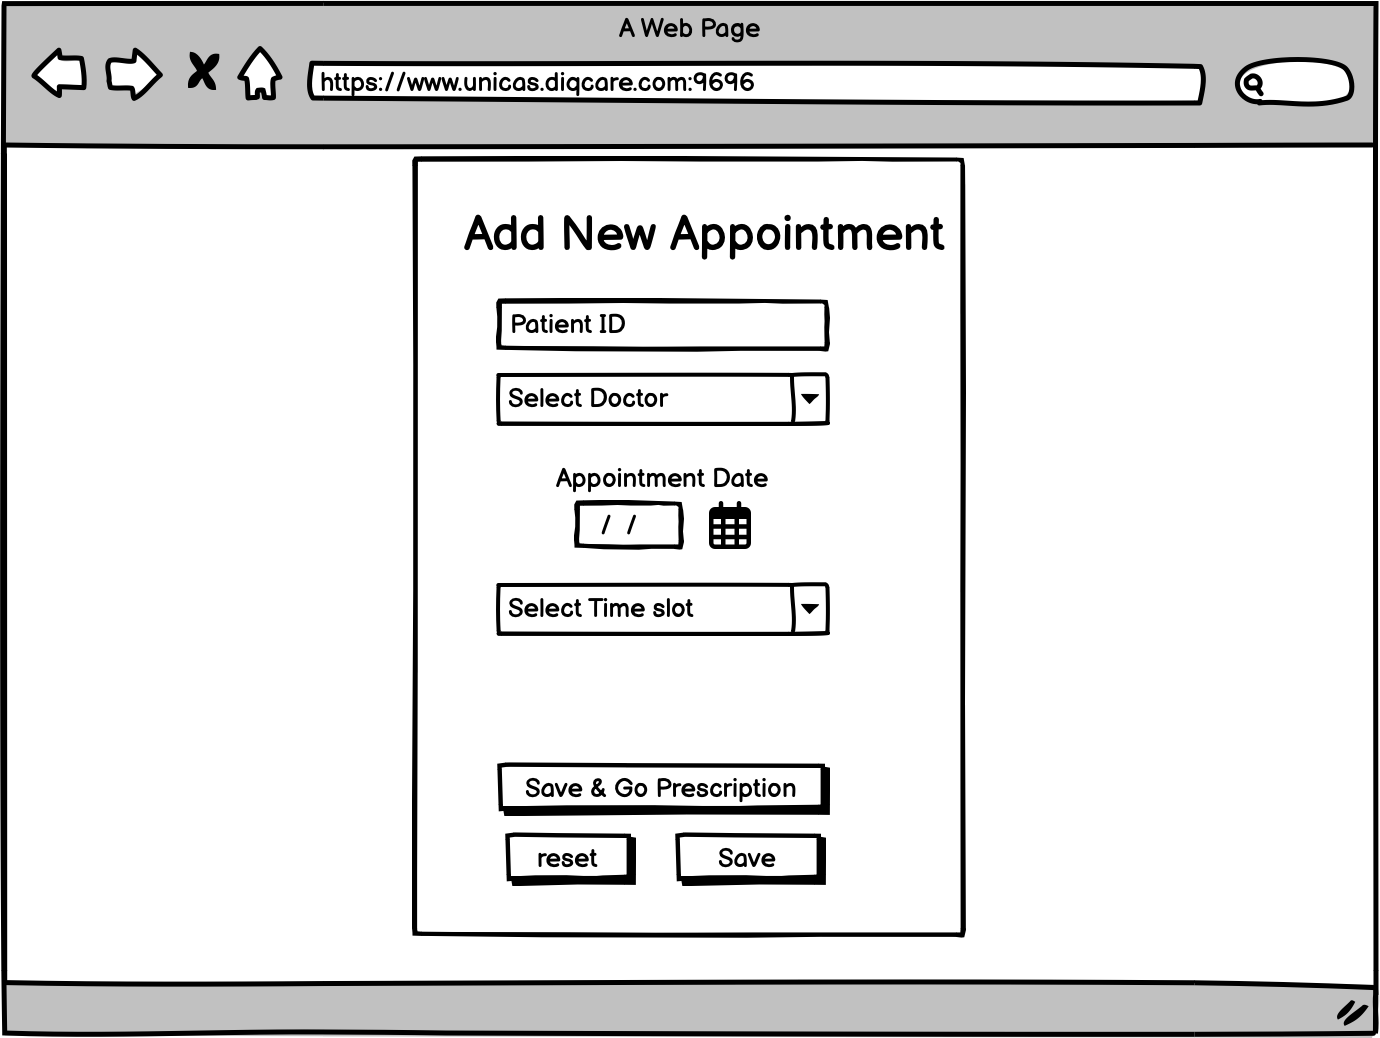 A Web Page
https://www.unicas.diqcare.com:9696
Add New Appointment
Patient ID
Select Doctor
Appointment Date
/ /
Select Time slot
Save & Go Prescription
reset
Save